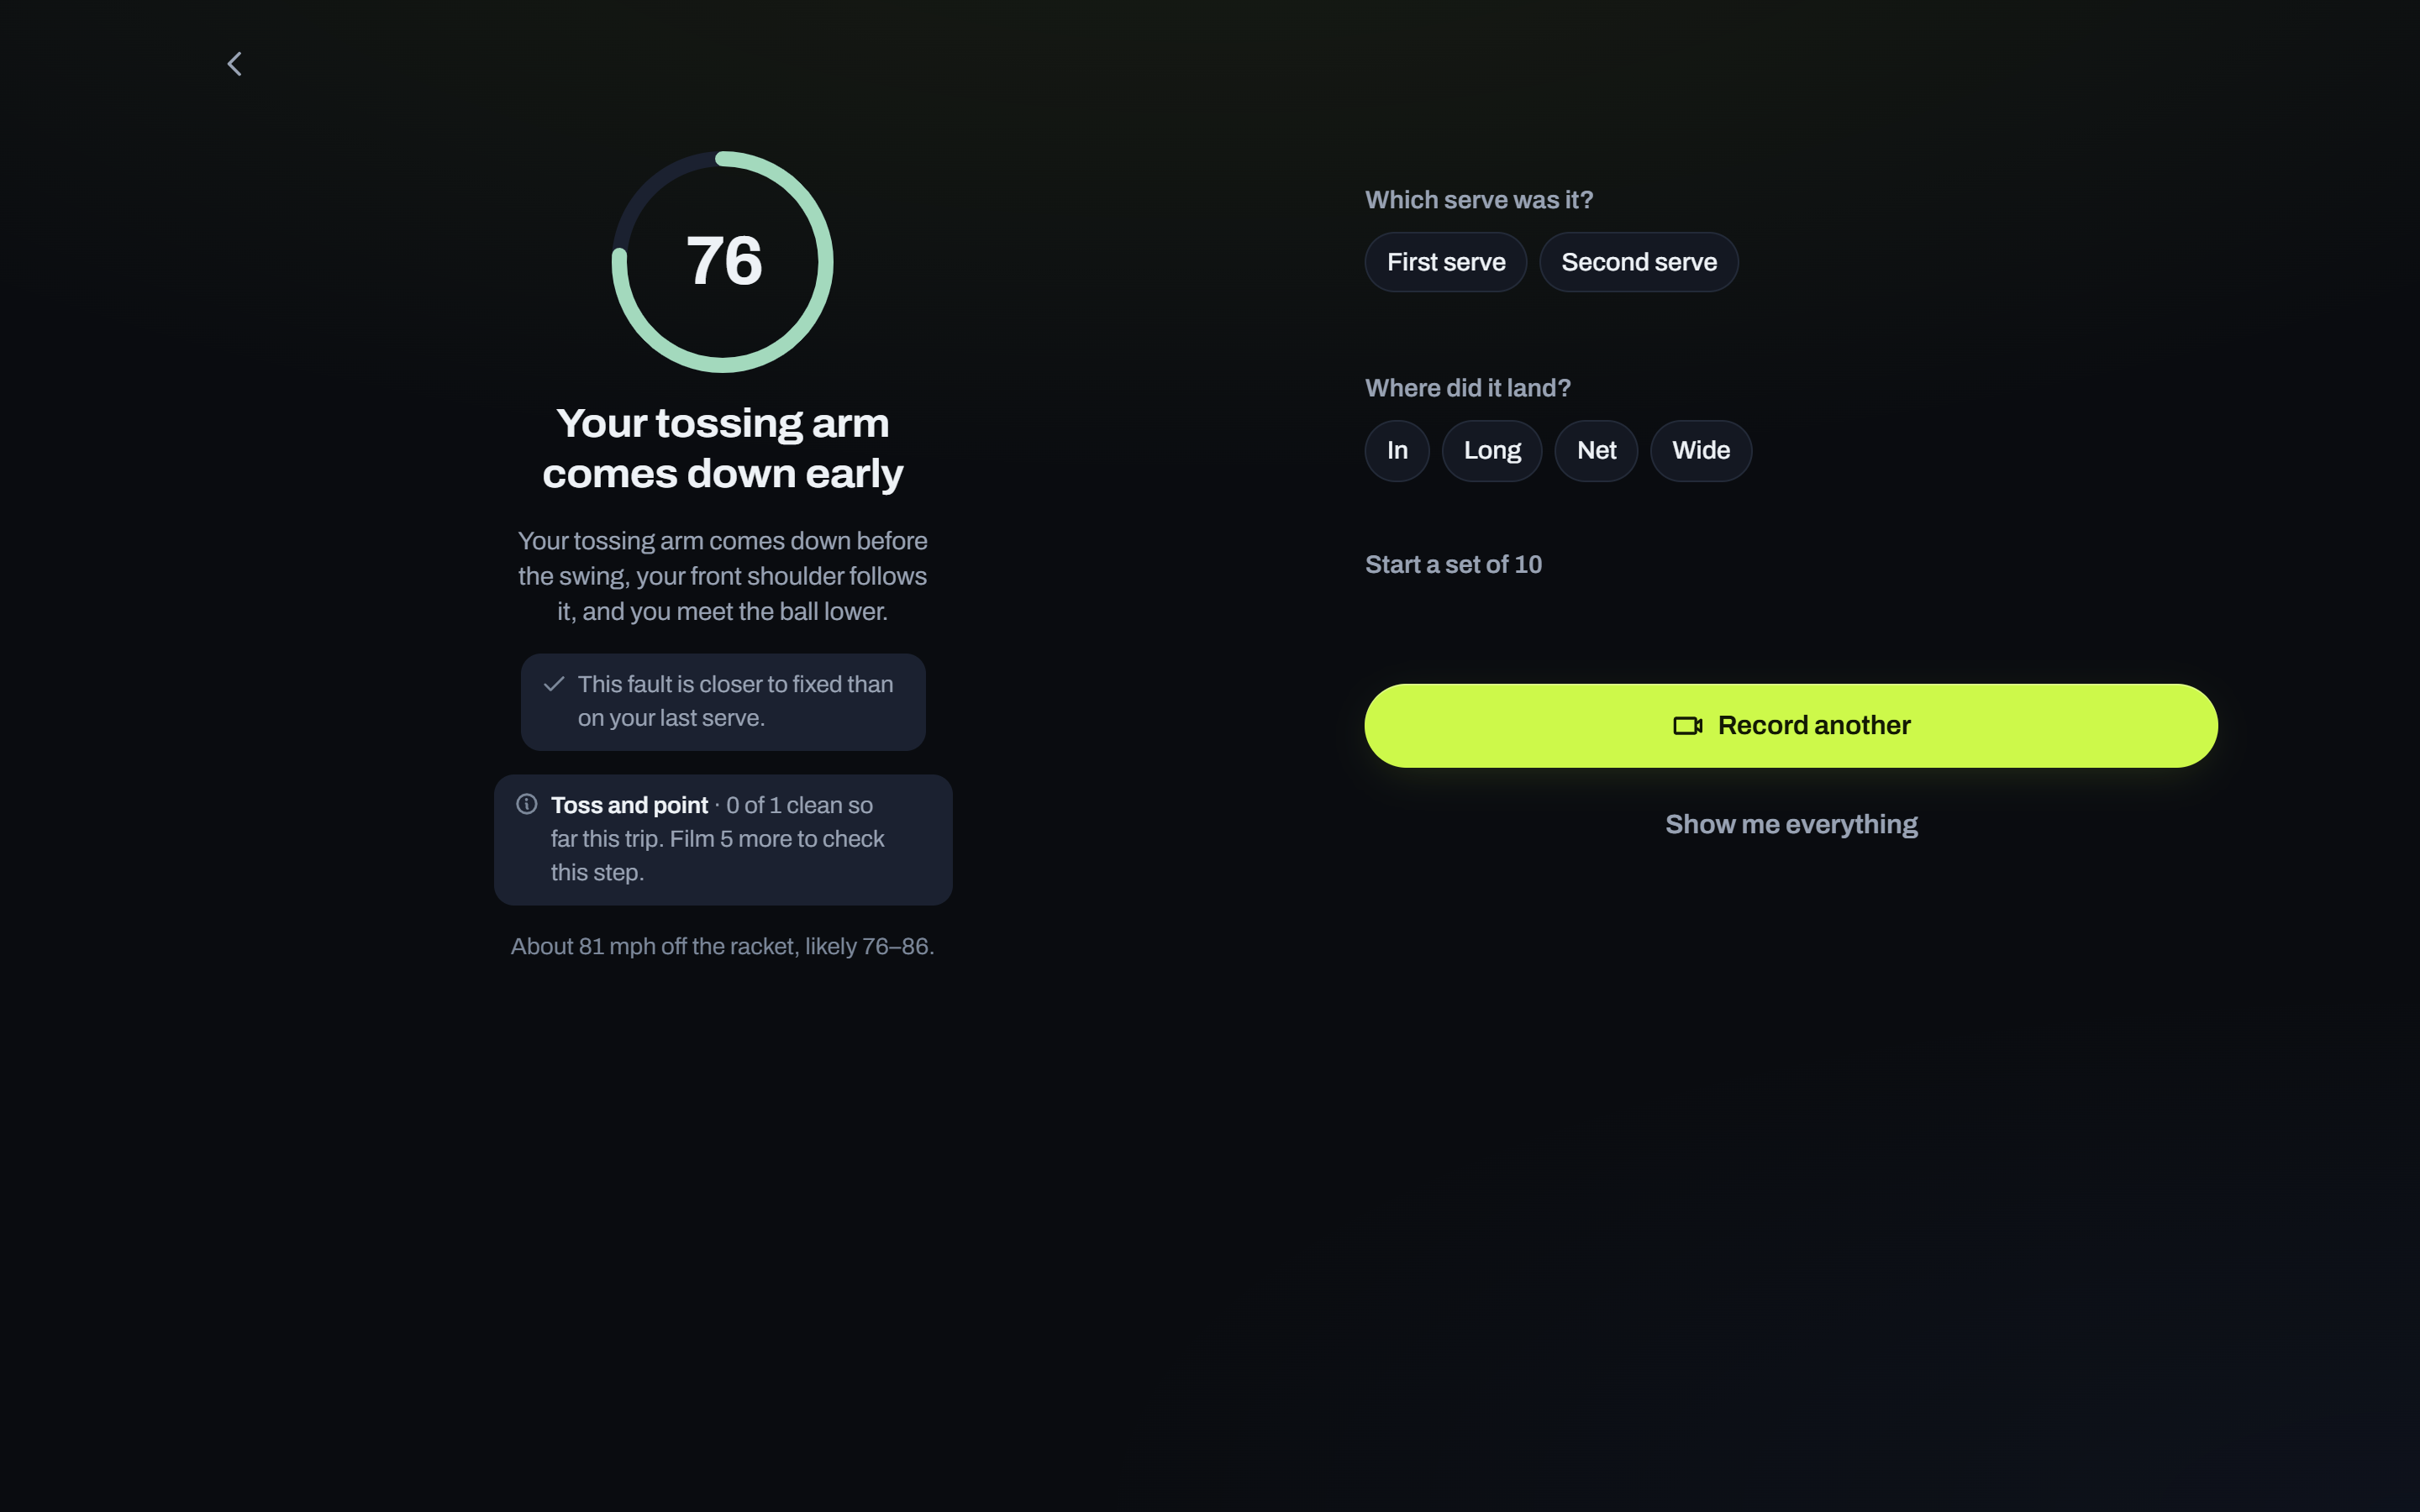 76
Your tossing arm
comes down early
Your tossing arm comes down before
the swing, your front shoulder follows
it, and you meet the ball lower.
This fault is closer to fixed than
on your last serve.
Toss and point · 0 of 1 clean so
far this trip. Film 5 more to check
this step.
About 81 mph off the racket, likely 76–86.
Which serve was it?
First serve Second serve
Where did it land?
In Long Net Wide
Start a set of 10
Record another
Show me everything